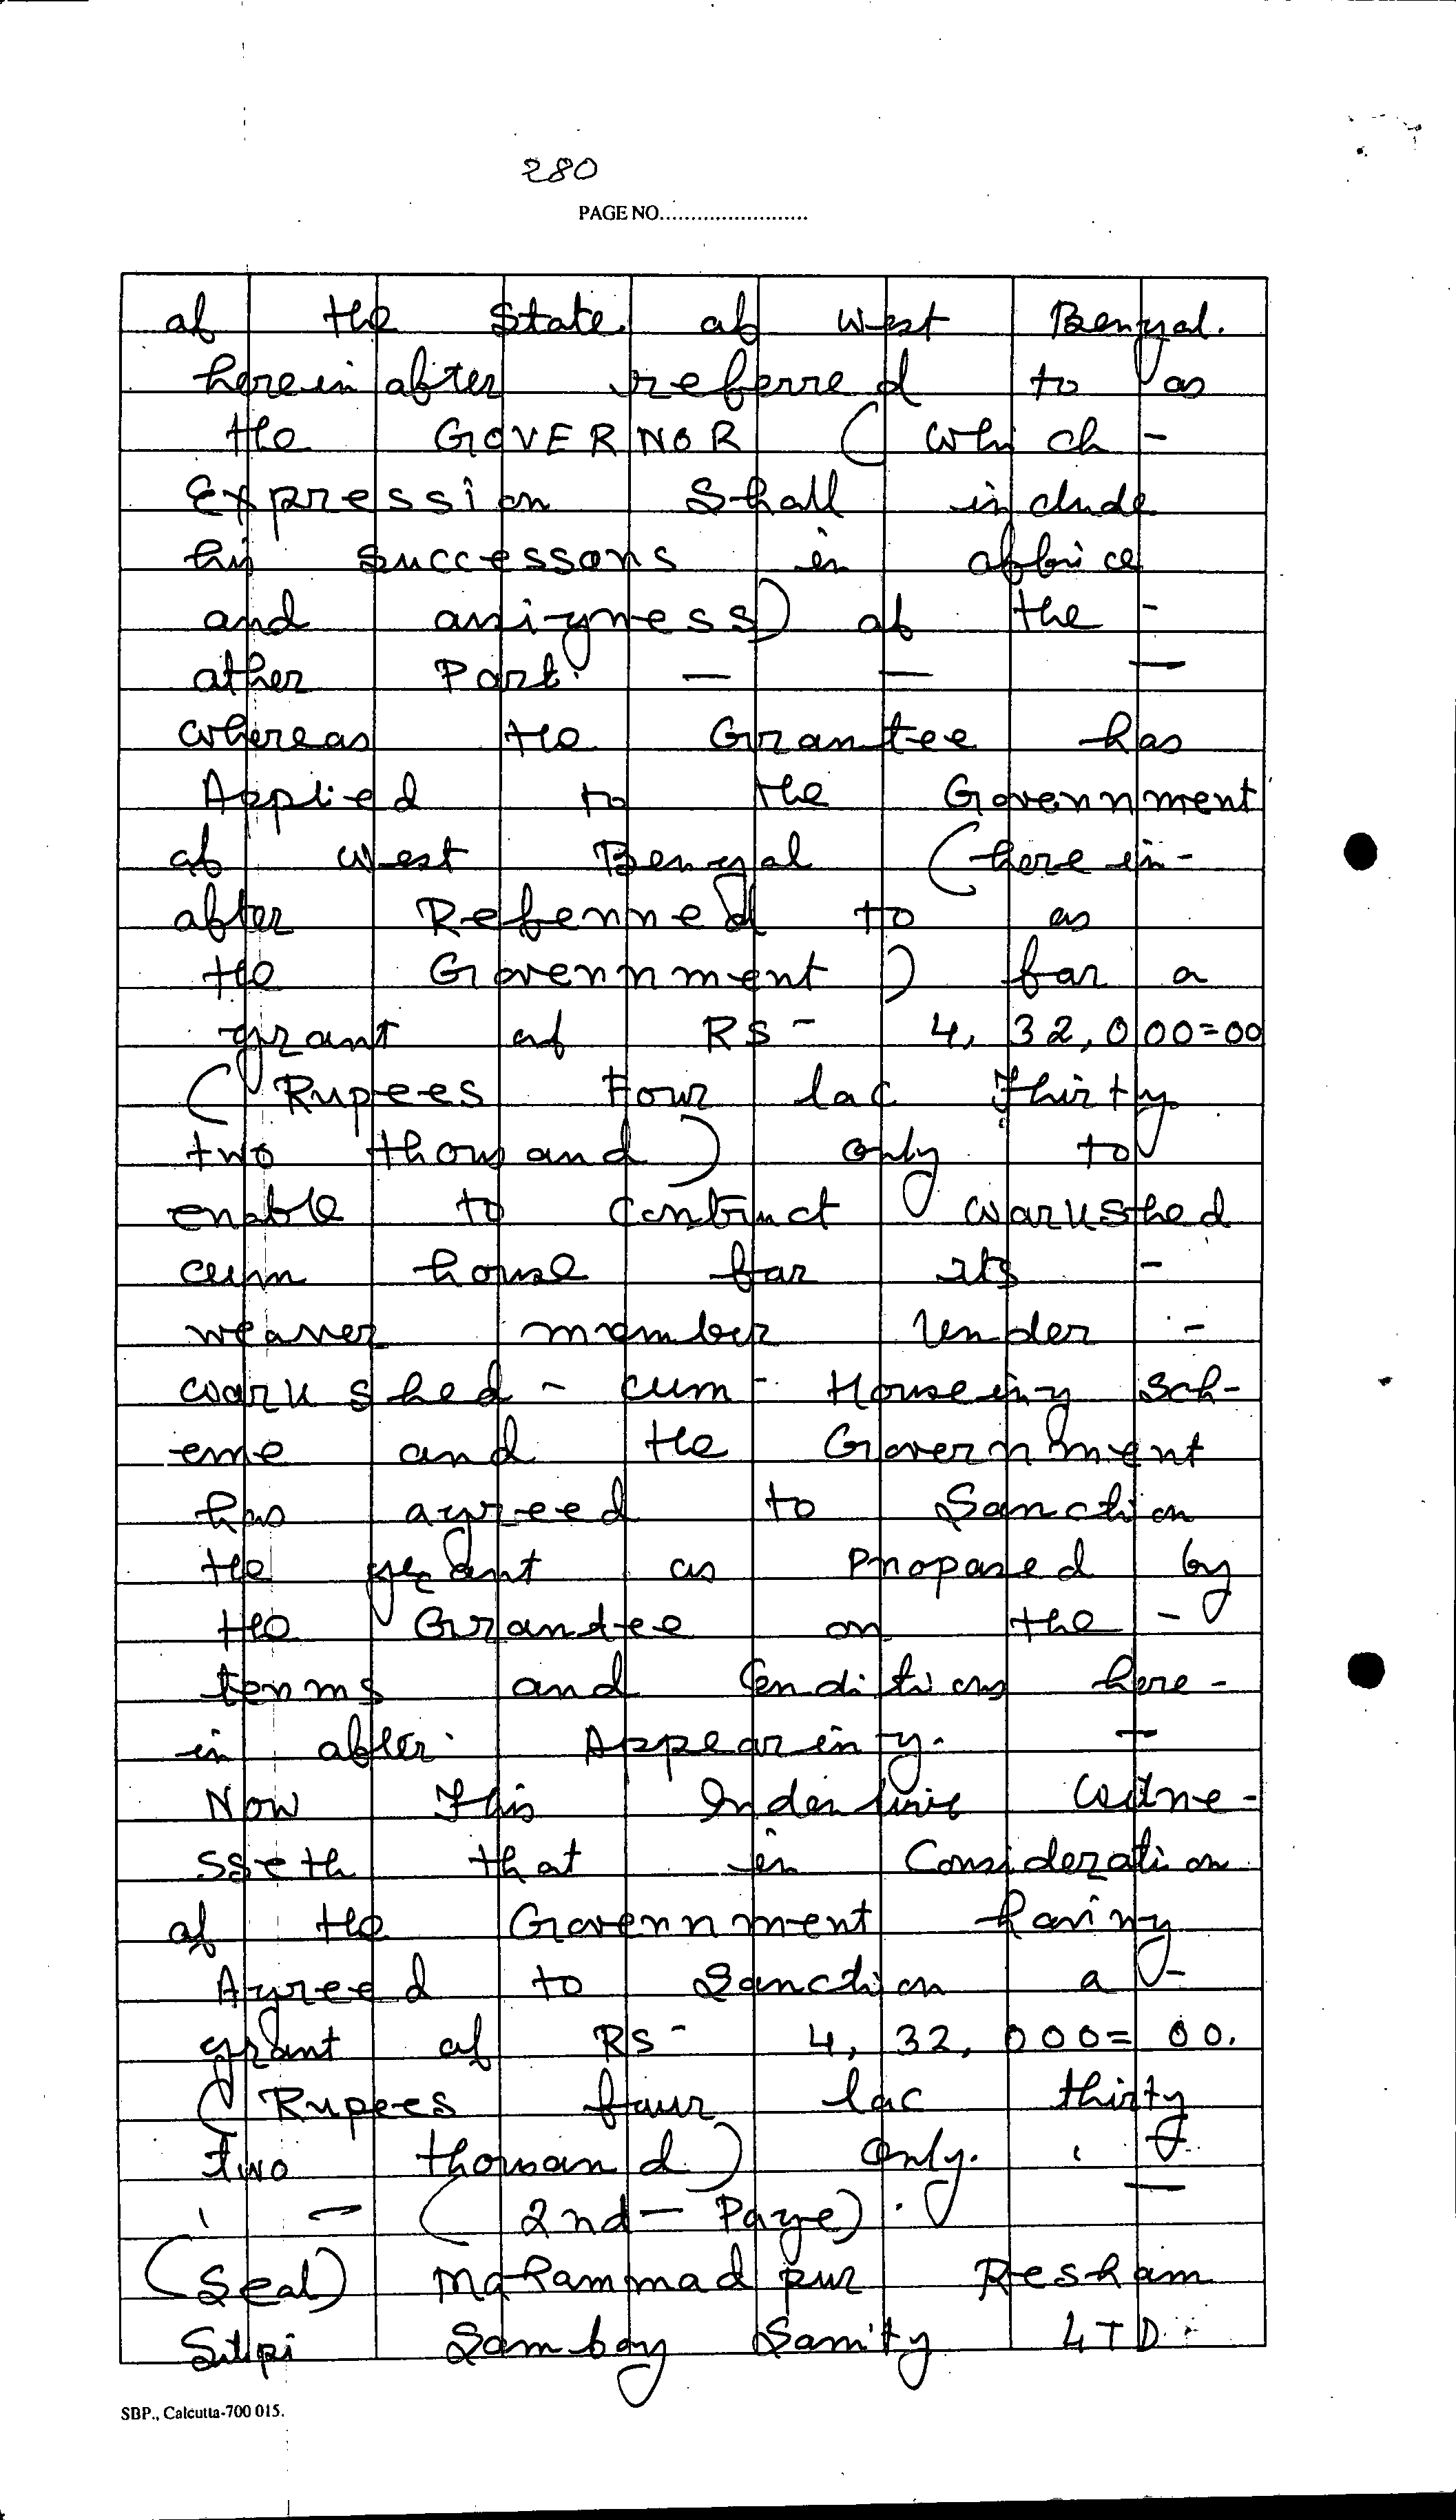 280
PAGE NO........................
of the State of West Bengal.
herein after referred to as
the GOVERNOR ( which -
Expression Shall include
his Successors in office
and assigness) of the -
other Part. — — —
Whereas the Grantee has
Applied to the Government
of West Bengal ( here in -
after Referred to as
the Government ) for a
grant of RS - 4, 32, 000=00
( Rupees Four lac Thirty
two thousand ) only to
enable to Contruct Workshed
cum house for its -
weaver member Under -
Work shed - cum - Houseing Sch-
eme and the Government
has agreed to Sanction
the grant as Proposed by
the Grantee on the -
terms and Conditions here -
in after Appearing. —
Now This Indenture Witne -
sseth that in Consideration
of the Government having
Agreed to Sanction a -
grant of RS - 4, 32, 000= 00.
( Rupees four lac thirty
two thousand ) Only. -
— ( 2nd — Page) . —
(Seal) Mahammad pur Resham
Silpi Sambay Samity LTD
SBP., Calcutta-700 015.